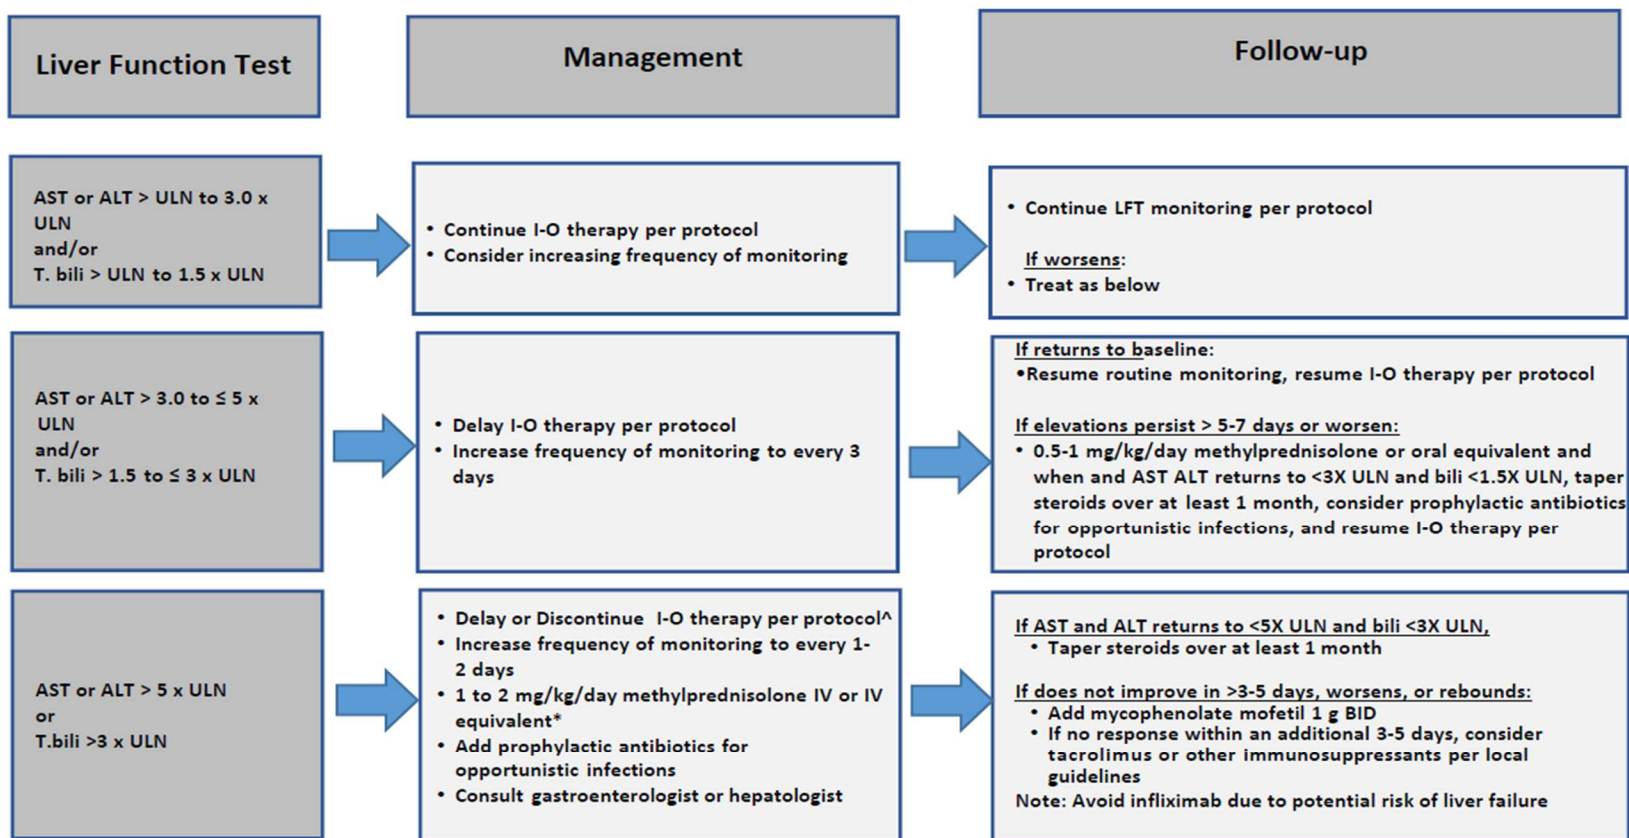 Liver Function Test
Management
Follow-up
AST or ALT > ULN to 3.0 x
ULN
and/or
T. bili > ULN to 1.5 x ULN
• Continue I-O therapy per protocol
• Consider increasing frequency of monitoring
• Continue LFT monitoring per protocol
If worsens:
• Treat as below
AST or ALT > 3.0 to ≤ 5 x
ULN
and/or
T. bili > 1.5 to ≤ 3 x ULN
• Delay I-O therapy per protocol
• Increase frequency of monitoring to every 3
days
If returns to baseline:
•Resume routine monitoring, resume I-O therapy per protocol
If elevations persist > 5-7 days or worsen:
• 0.5-1 mg/kg/day methylprednisolone or oral equivalent and
when and AST ALT returns to <3X ULN and bili <1.5X ULN, taper
steroids over at least 1 month, consider prophylactic antibiotics
for opportunistic infections, and resume I-O therapy per
protocol
AST or ALT > 5 x ULN
or
T.bili >3 x ULN
• Delay or Discontinue I-O therapy per protocol^
• Increase frequency of monitoring to every 1-
2 days
• 1 to 2 mg/kg/day methylprednisolone IV or IV
equivalent*
• Add prophylactic antibiotics for
opportunistic infections
• Consult gastroenterologist or hepatologist
If AST and ALT returns to <5X ULN and bili <3X ULN,
• Taper steroids over at least 1 month
If does not improve in >3-5 days, worsens, or rebounds:
• Add mycophenolate mofetil 1 g BID
• If no response within an additional 3-5 days, consider
tacrolimus or other immunosuppressants per local
guidelines
Note: Avoid infliximab due to potential risk of liver failure